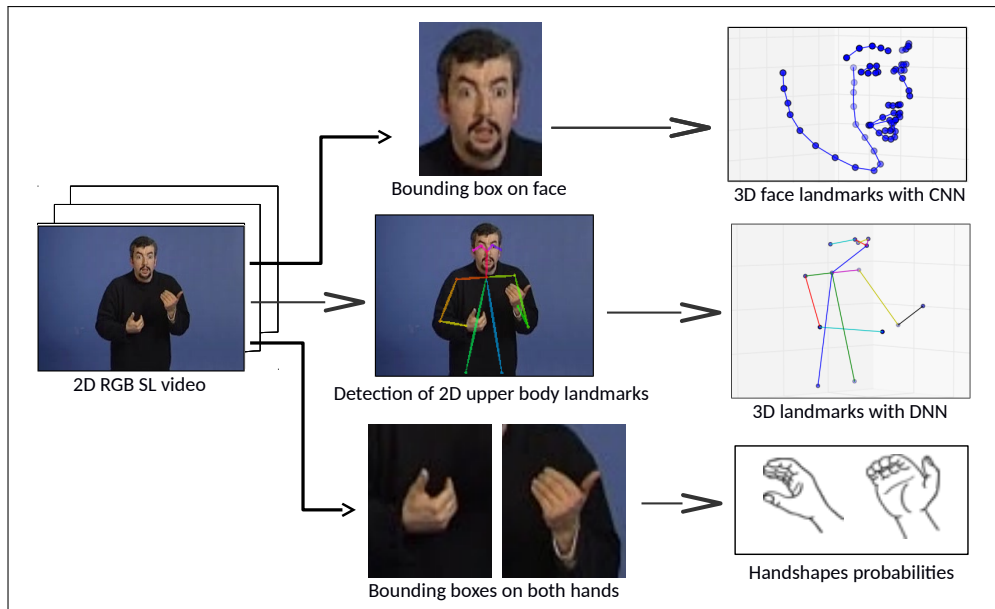 Bounding box on face
3D face landmarks with CNN
2D RGB SL video
Detection of 2D upper body landmarks
3D landmarks with DNN
Bounding boxes on both hands
Handshapes probabilities